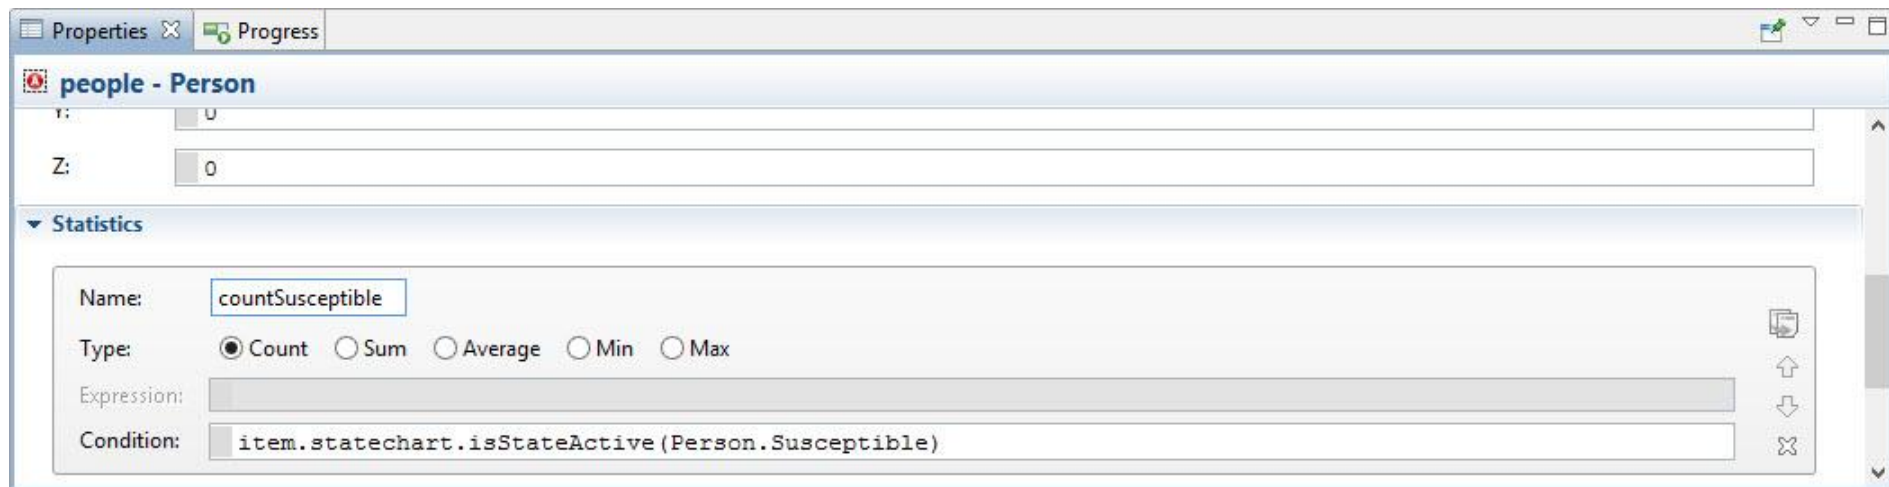 Properties Progress
people - Person
Y: 0
Z: 0
Statistics
Name: countSusceptible
Type: Count Sum Average Min Max
Expression:
Condition: item.statechart.isStateActive(Person.Susceptible)